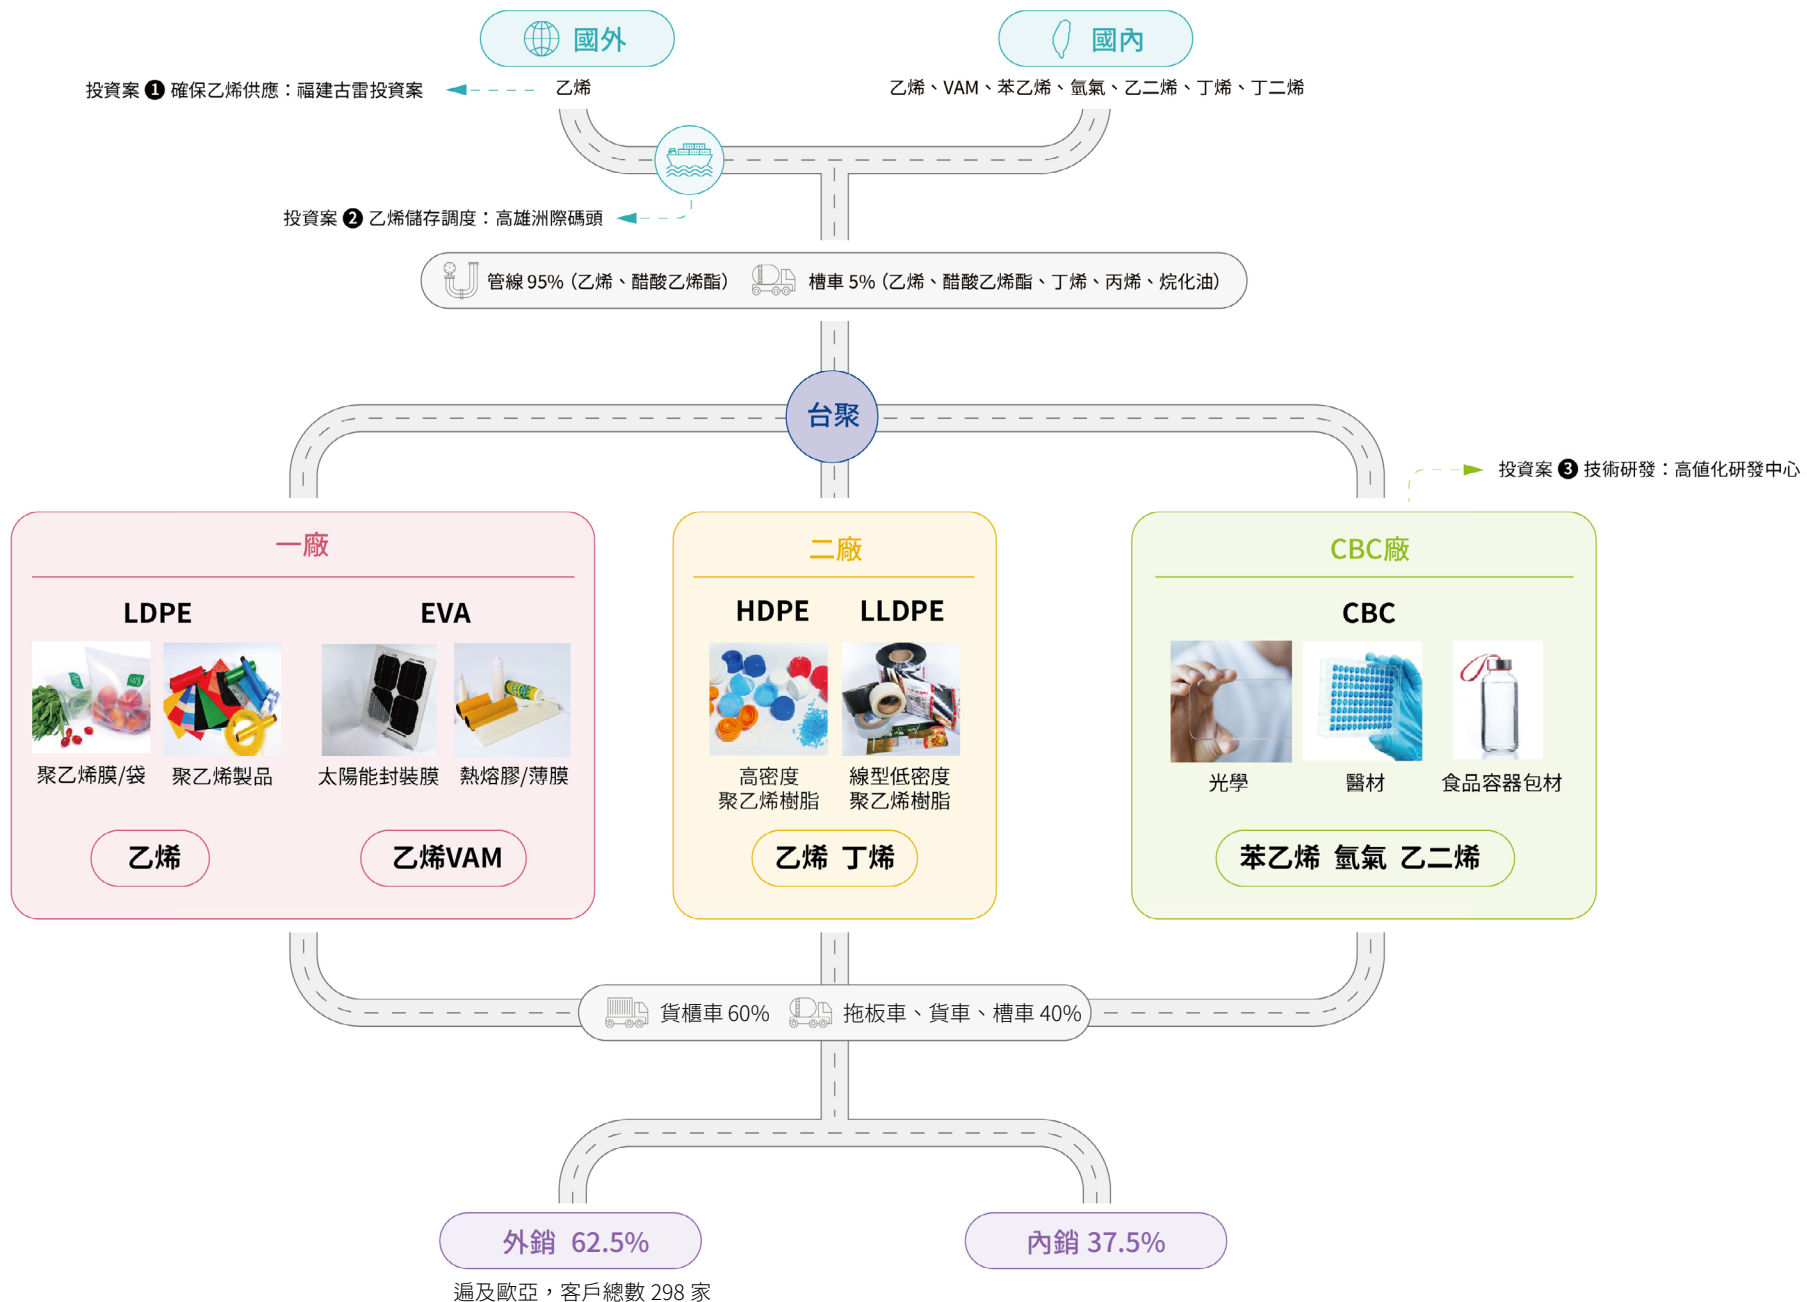 國外
國內
投資案 1 確保乙烯供應：福建古雷投資案
乙烯
乙烯、VAM、苯乙烯、氫氣、乙二烯、丁烯、丁二烯
投資案 2 乙烯儲存調度：高雄洲際碼頭
管線 95%（乙烯、醋酸乙烯酯）
槽車 5%（乙烯、醋酸乙烯酯、丁烯、丙烯、烷化油）
台聚
投資案 3 技術研發：高值化研發中心
一廠
LDPE
EVA
聚乙烯膜/袋
聚乙烯製品
太陽能封裝膜
熱熔膠/薄膜
乙烯
乙烯VAM
二廠
HDPE
LLDPE
高密度
聚乙烯樹脂
線型低密度
聚乙烯樹脂
乙烯 丁烯
CBC廠
CBC
光學
醫材
食品容器包材
苯乙烯 氫氣 乙二烯
貨櫃車 60%
拖板車、貨車、槽車 40%
外銷 62.5%
內銷 37.5%
遍及歐亞，客戶總數 298 家